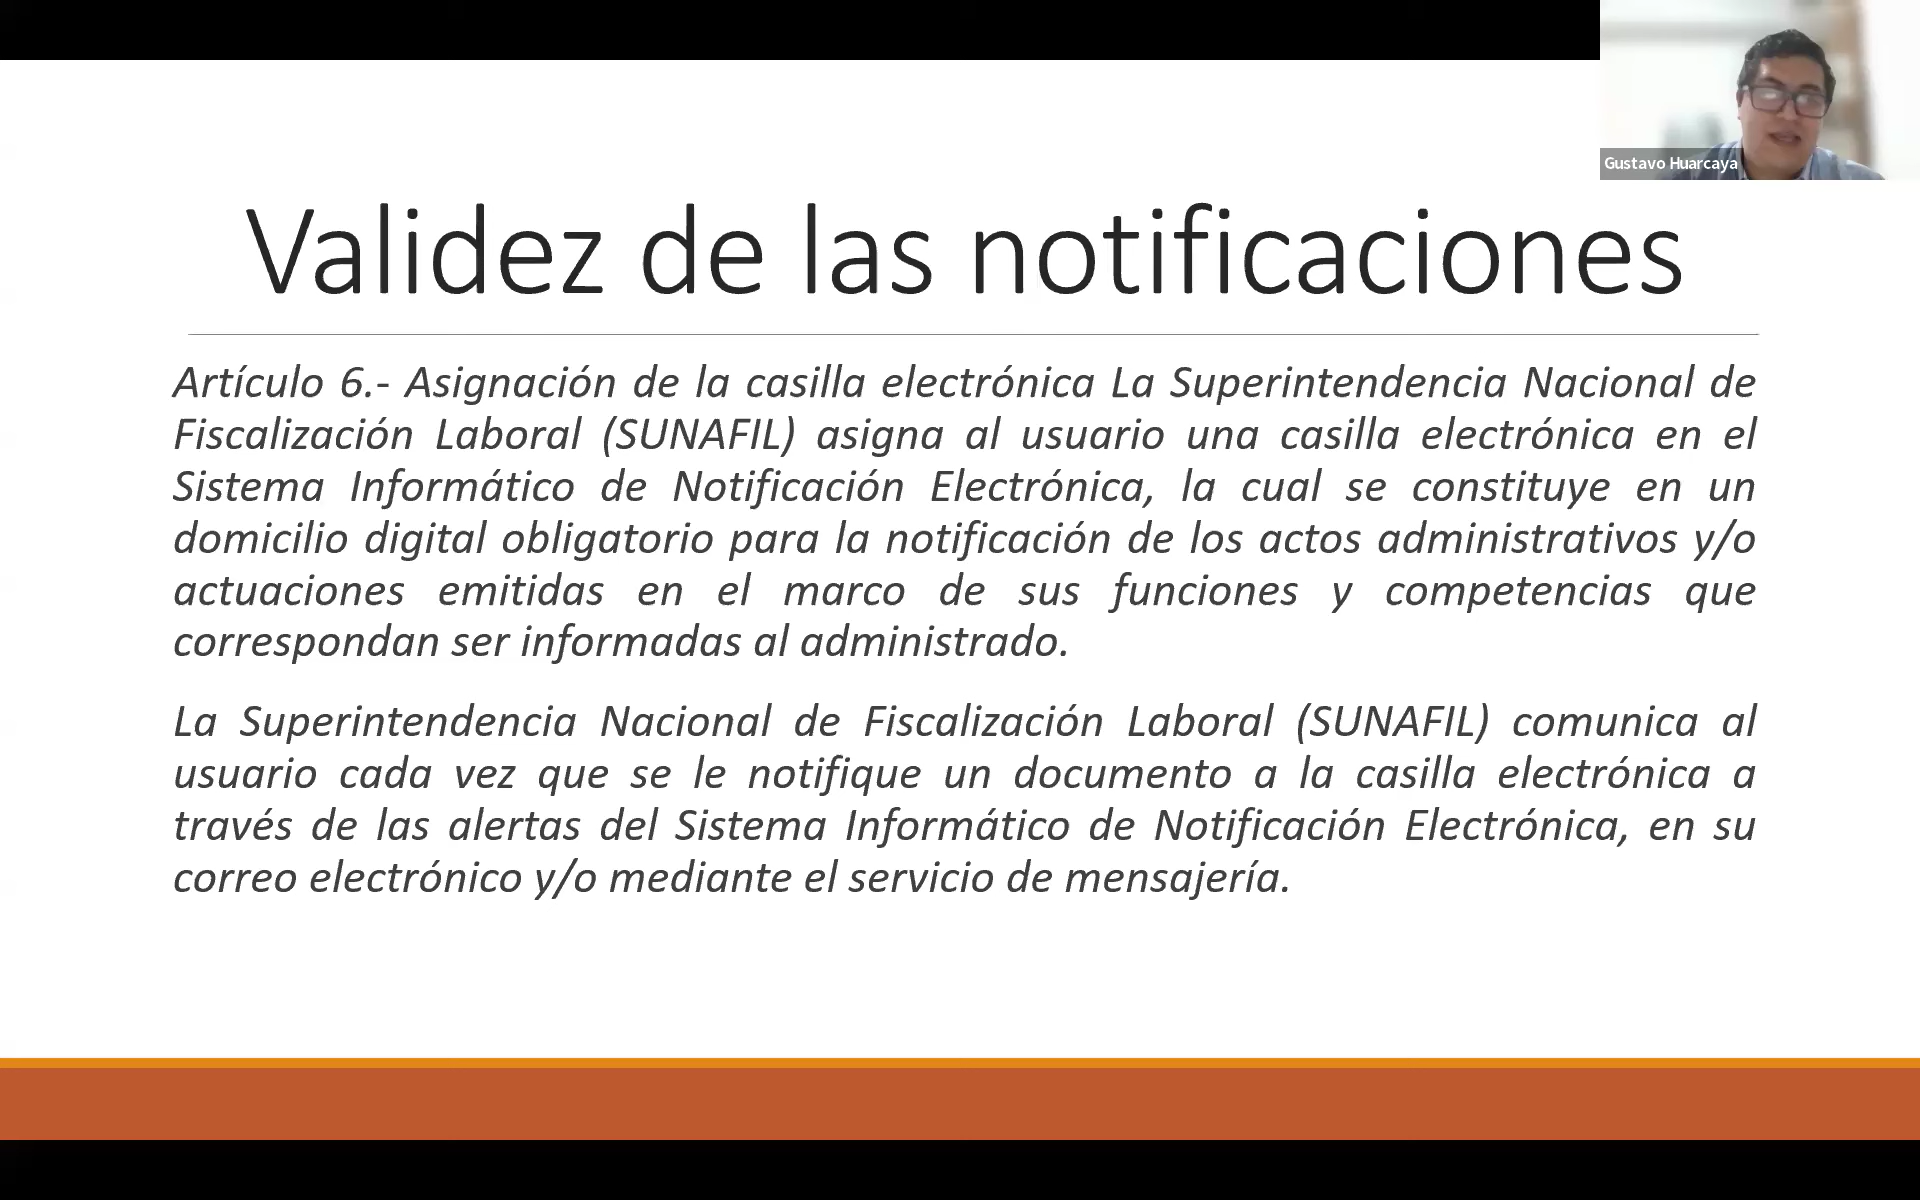 Gustavo Huarcaya
Validez de las notificaciones
Artículo 6.- Asignación de la casilla electrónica La Superintendencia Nacional de
Fiscalización Laboral (SUNAFIL) asigna al usuario una casilla electrónica en el
Sistema Informático de Notificación Electrónica, la cual se constituye en un
domicilio digital obligatorio para la notificación de los actos administrativos y/o
actuaciones emitidas en el marco de sus funciones y competencias que
correspondan ser informadas al administrado.
La Superintendencia Nacional de Fiscalización Laboral (SUNAFIL) comunica al
usuario cada vez que se le notifique un documento a la casilla electrónica a
través de las alertas del Sistema Informático de Notificación Electrónica, en su
correo electrónico y/o mediante el servicio de mensajería.